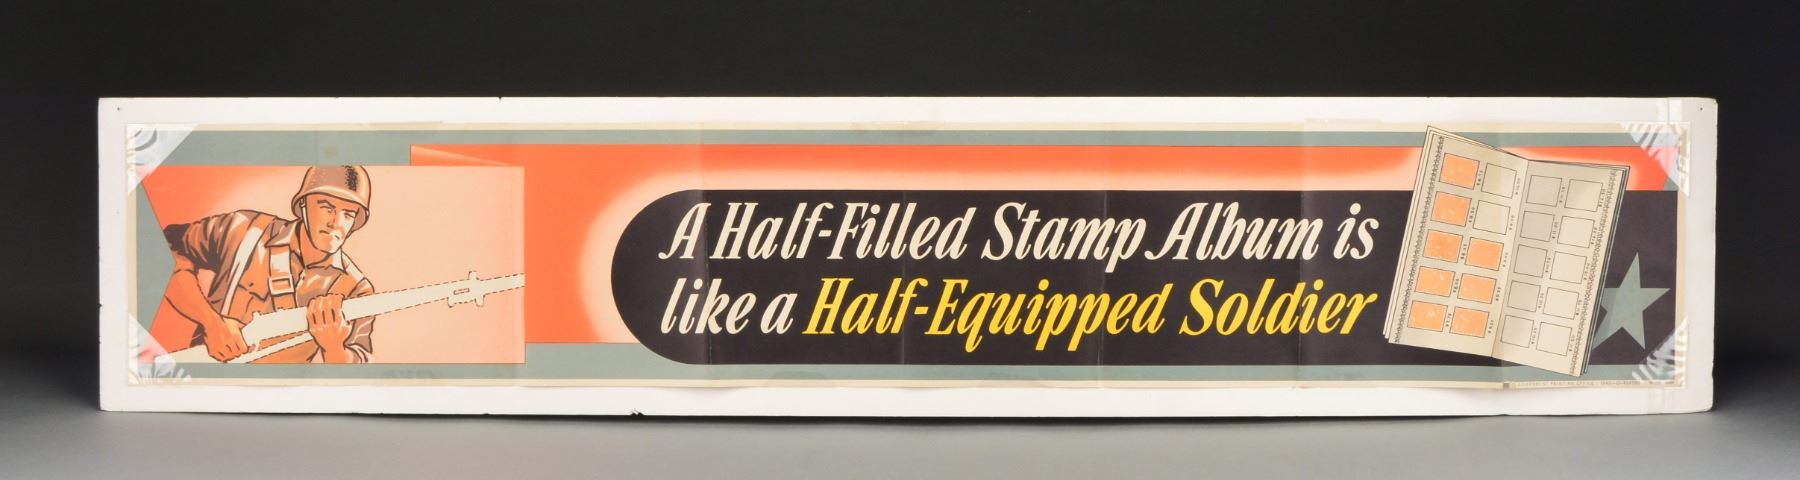 A Half-Filled Stamp Album is
like a Half-Equipped Soldier